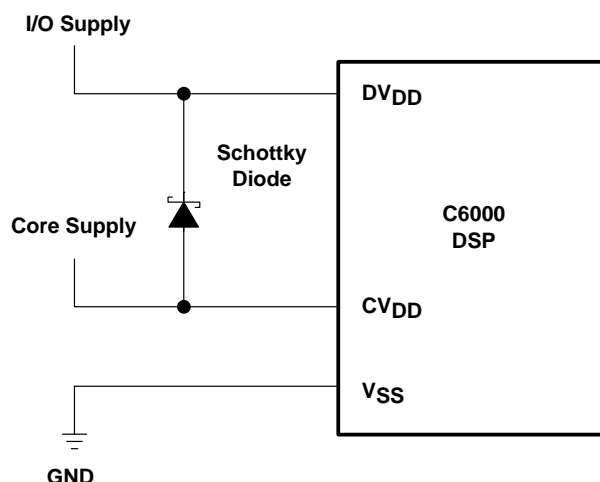 I/O Supply
DVDD
Schottky
Diode
C6000
DSP
Core Supply
CVDD
VSS
GND